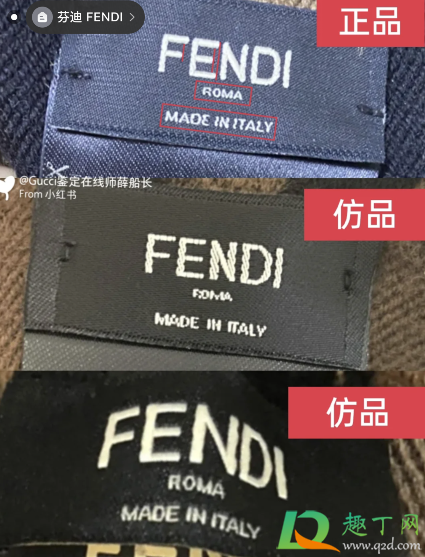 芬迪 FENDI
正品
FENDI
ROMA
MADE IN ITALY
@Gucci鉴定在线师薛船长
From 小红书
仿品
FENDI
ROMA
MADE IN ITALY
仿品
FENDI
ROMA
MADE IN ITALY
趣丁网
www.qzd.com